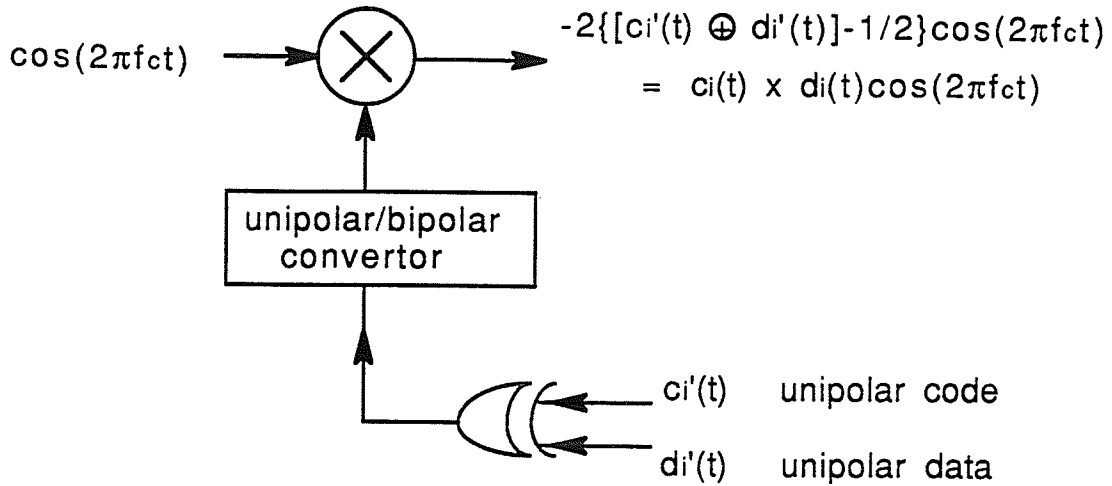 cos(2πfct)
-2{[ci'(t) ⊕ di'(t)]-1/2}cos(2πfct)
= ci(t) x di(t)cos(2πfct)
unipolar/bipolar
convertor
ci'(t) unipolar code
di'(t) unipolar data